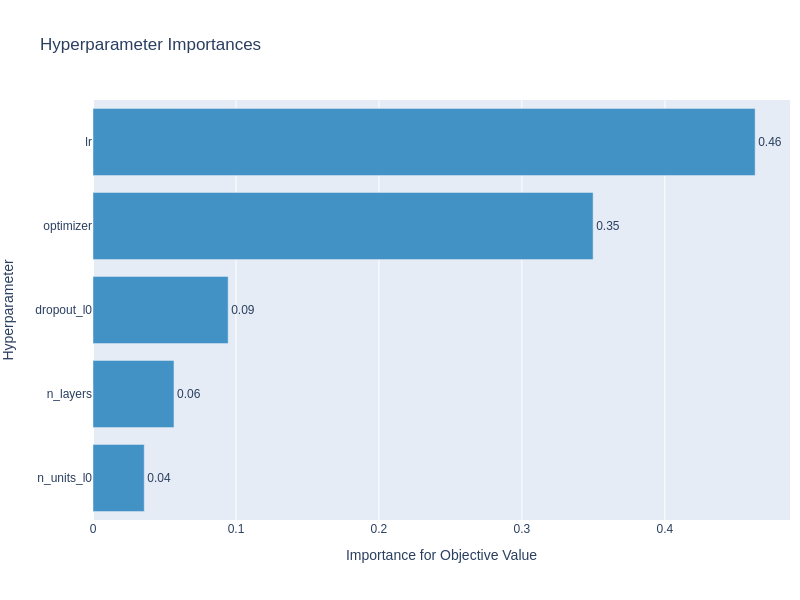 Hyperparameter Importances
Hyperparameter
lr
0.46
optimizer
0.35
dropout_l0
0.09
n_layers
0.06
n_units_l0
0.04
0
0.1
0.2
0.3
0.4
Importance for Objective Value